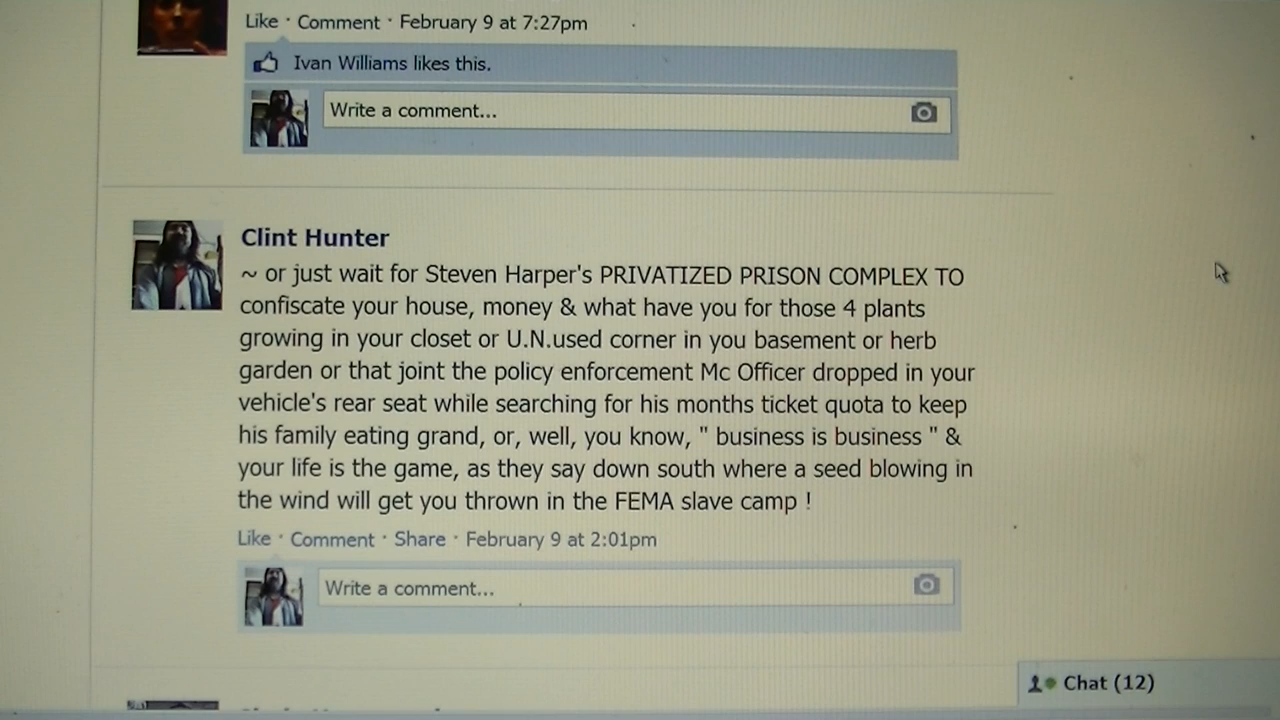 Like · Comment · February 9 at 7:27pm
Ivan Williams likes this.
Write a comment...
Clint Hunter
~ or just wait for Steven Harper's PRIVATIZED PRISON COMPLEX TO
confiscate your house, money & what have you for those 4 plants
growing in your closet or U.N.used corner in you basement or herb
garden or that joint the policy enforcement Mc Officer dropped in your
vehicle's rear seat while searching for his months ticket quota to keep
his family eating grand, or, well, you know, " business is business " &
your life is the game, as they say down south where a seed blowing in
the wind will get you thrown in the FEMA slave camp !
Like · Comment · Share · February 9 at 2:01pm
Write a comment...
Chat (12)